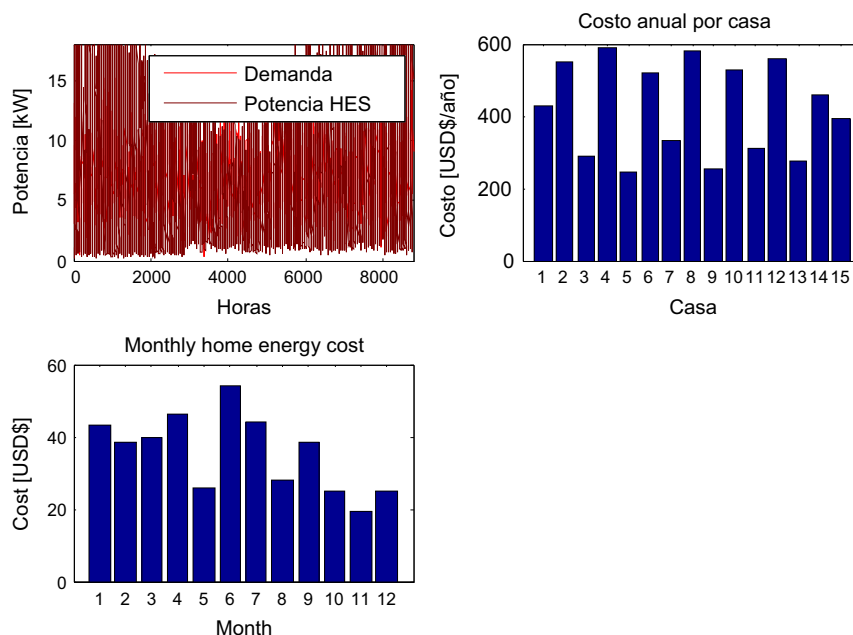 Potencia [kW]
15
10
5
0
Demanda
Potencia HES
0 2000 4000 6000 8000
Horas
Costo anual por casa
Costo [USD$/año]
600
400
200
0
1 2 3 4 5 6 7 8 9 10 11 12 13 14 15
Casa
Monthly home energy cost
Cost [USD$]
60
40
20
0
1 2 3 4 5 6 7 8 9 10 11 12
Month